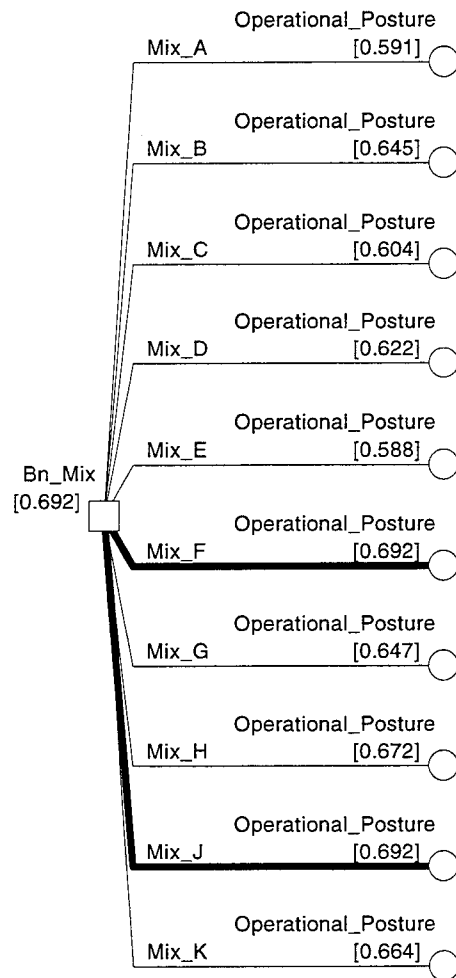 Operational_Posture
Mix_A [0.591]
Operational_Posture
Mix_B [0.645]
Operational_Posture
Mix_C [0.604]
Operational_Posture
Mix_D [0.622]
Operational_Posture
Mix_E [0.588]
Bn_Mix
[0.692]
Operational_Posture
Mix_F [0.692]
Operational_Posture
Mix_G [0.647]
Operational_Posture
Mix_H [0.672]
Operational_Posture
Mix_J [0.692]
Operational_Posture
Mix_K [0.664]